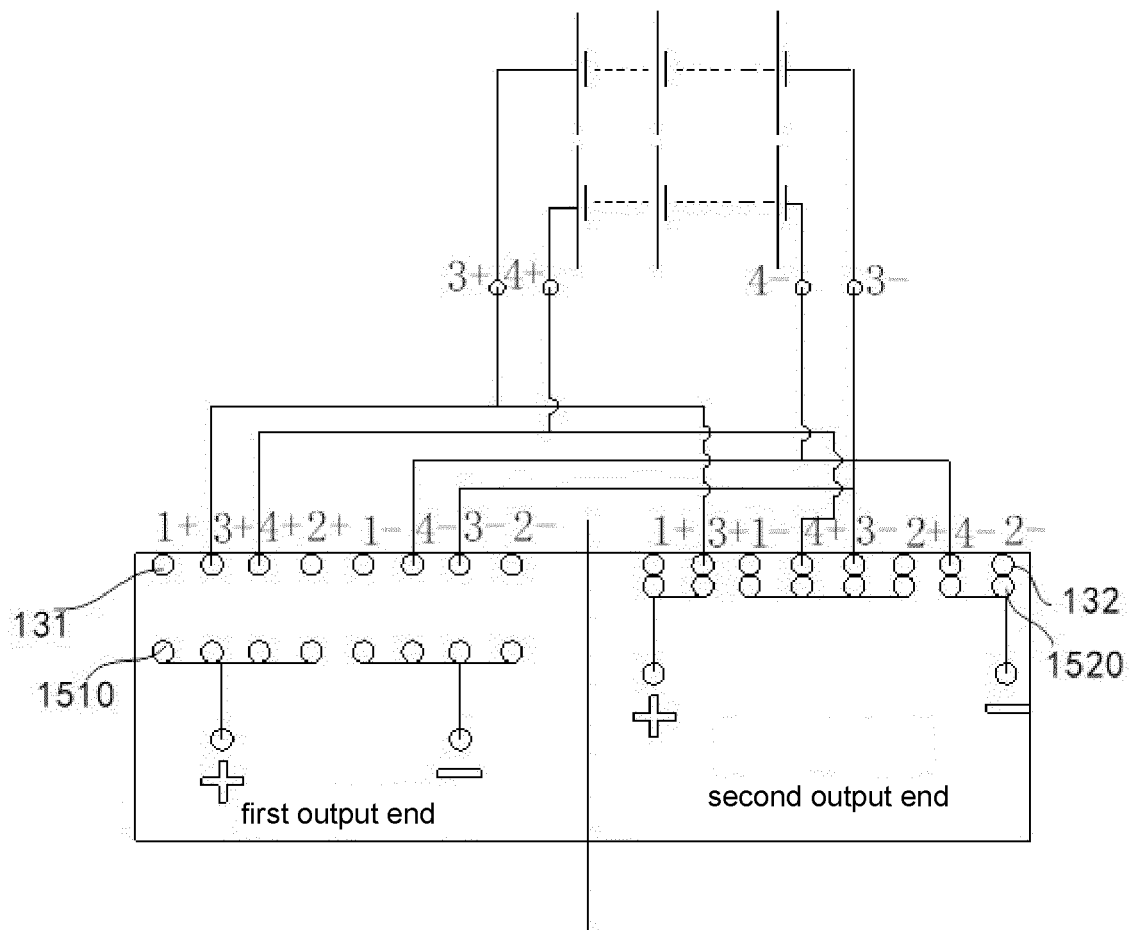 3+ 4+ 4- 3-
1+ 3+ 4+ 2+ 1- 4- 3- 2- 1+ 3+ 1- 4+ 3- 2+ 4- 2-
131 132
1510 1520
+ - + -
first output end second output end